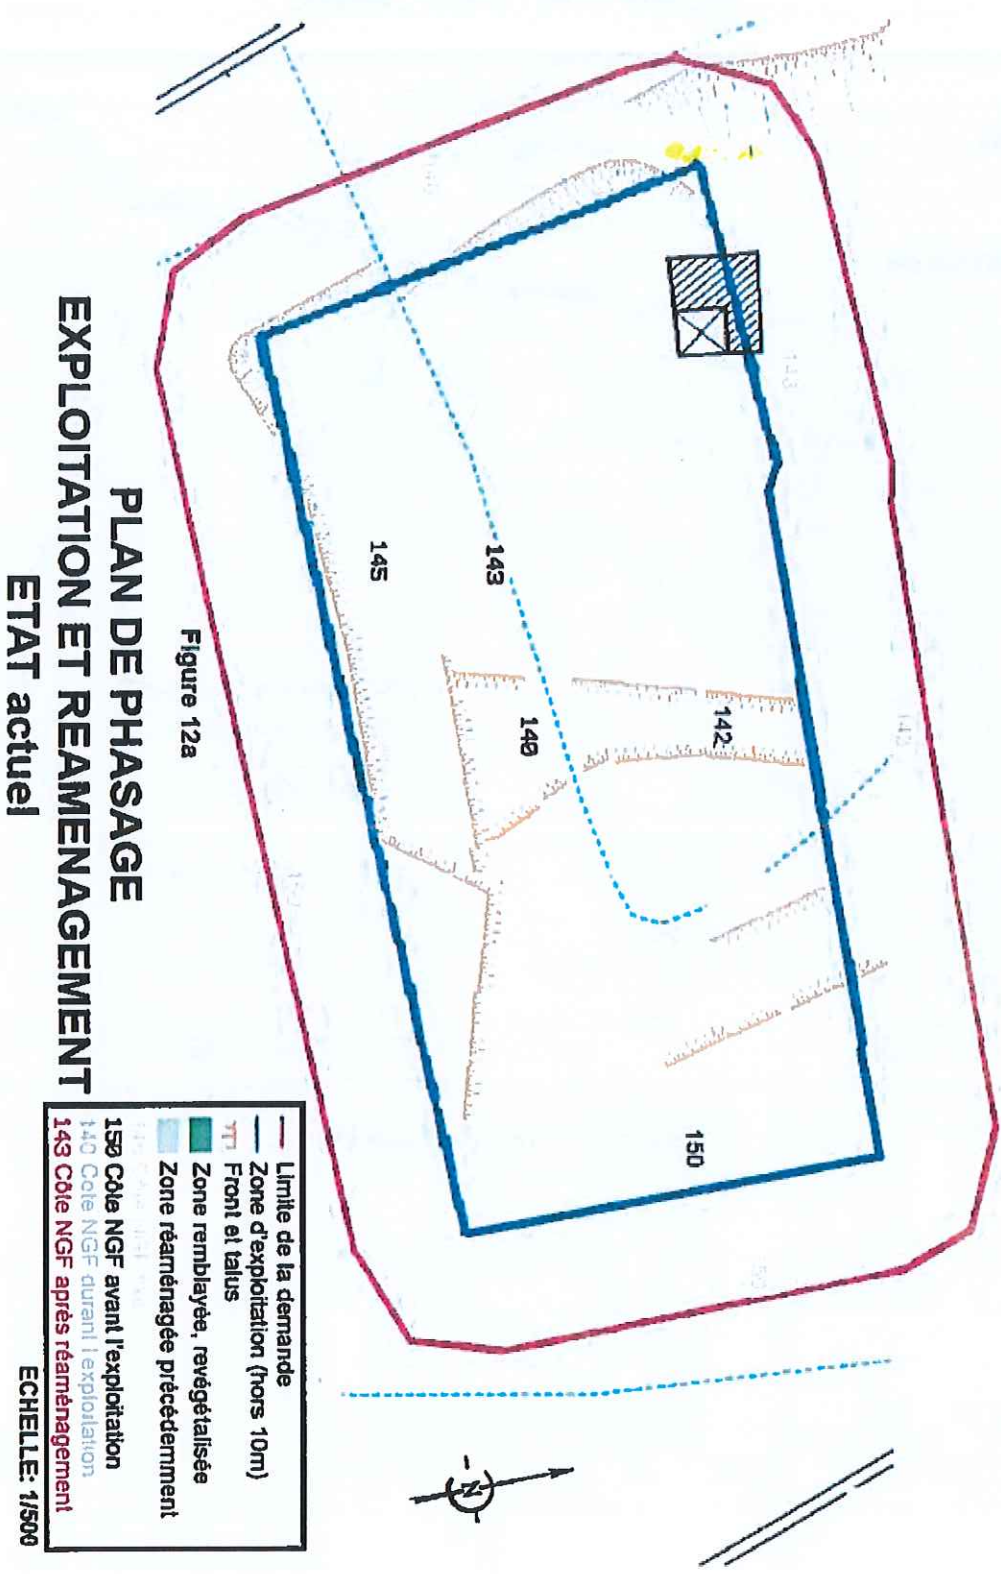 143
145
143
140
142
150
Figure 12a
PLAN DE PHASAGE
EXPLOITATION ET REAMENAGEMENT
ETAT actuel
Limite de la demande
Zone d'exploitation (hors 10m)
Front et talus
Zone remblayée, revégétalisée
Zone réaménagée précédemment
150 Côte NGF avant l'exploitation
140 Cote NGF durant l'exploitation
143 Côte NGF après réaménagement
ECHELLE: 1/500
N